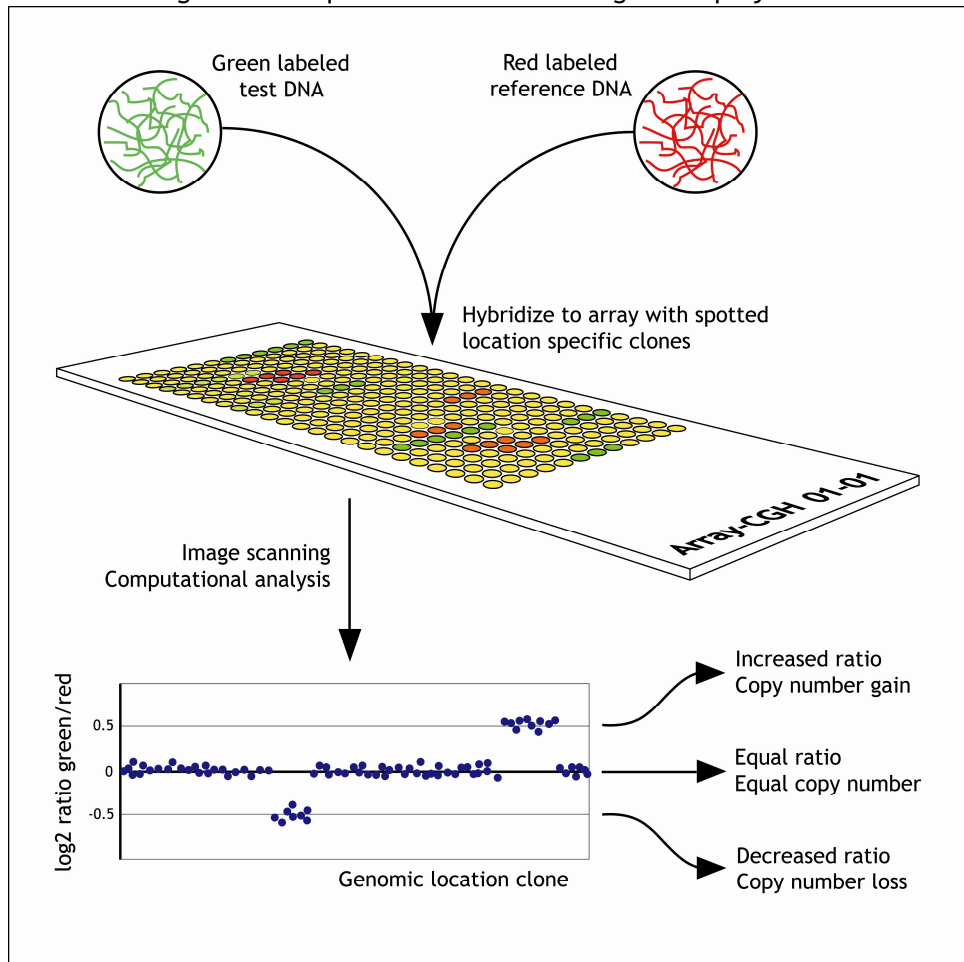 Green labeled
test DNA
Red labeled
reference DNA
Hybridize to array with spotted
location specific clones
Array-CGH 01-01
Image scanning
Computational analysis
log2 ratio green/red
0.5
0
-0.5
Genomic location clone
Increased ratio
Copy number gain
Equal ratio
Equal copy number
Decreased ratio
Copy number loss